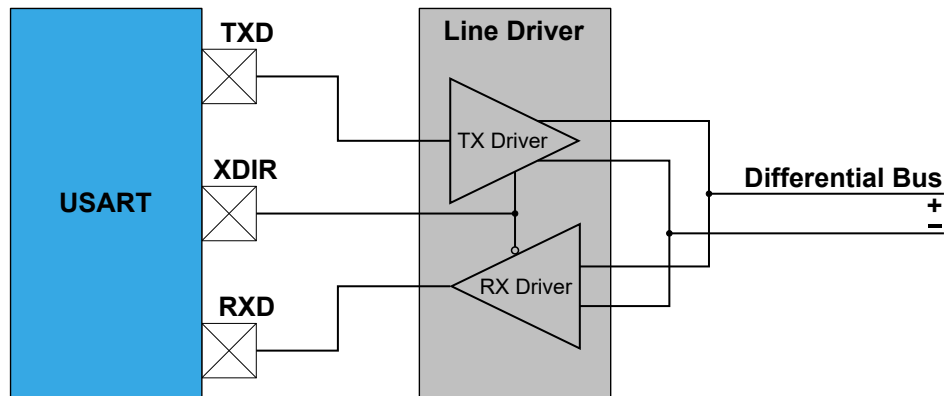 TXD
Line Driver
TX Driver
XDIR
USART
Differential Bus
+
−
RX Driver
RXD